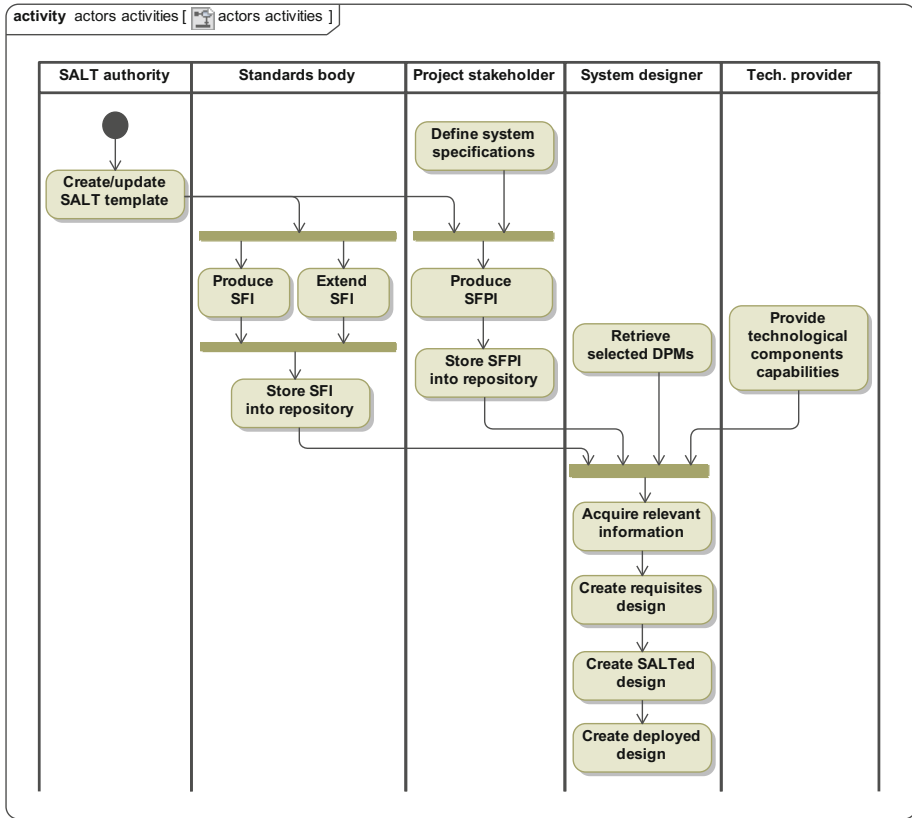 activity actors activities [ actors activities ]
SALT authority
Standards body
Project stakeholder
System designer
Tech. provider
Define system
specifications
Create/update
SALT template
Produce
SFI
Extend
SFI
Produce
SFPI
Retrieve
selected DPMs
Provide
technological
components
capabilities
Store SFI
into repository
Store SFPI
into repository
Acquire relevant
information
Create requisites
design
Create SALTed
design
Create deployed
design